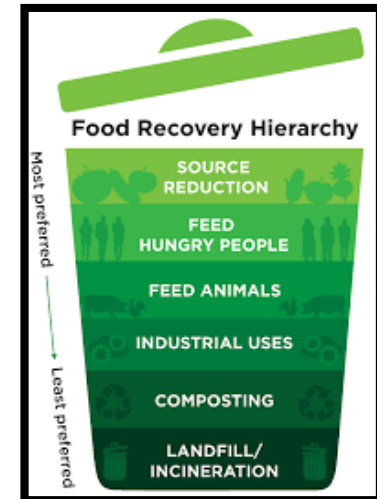 Food Recovery Hierarchy
Most preferred
Least preferred
SOURCE
REDUCTION
FEED
HUNGRY PEOPLE
FEED ANIMALS
INDUSTRIAL USES
COMPOSTING
LANDFILL/
INCINERATION